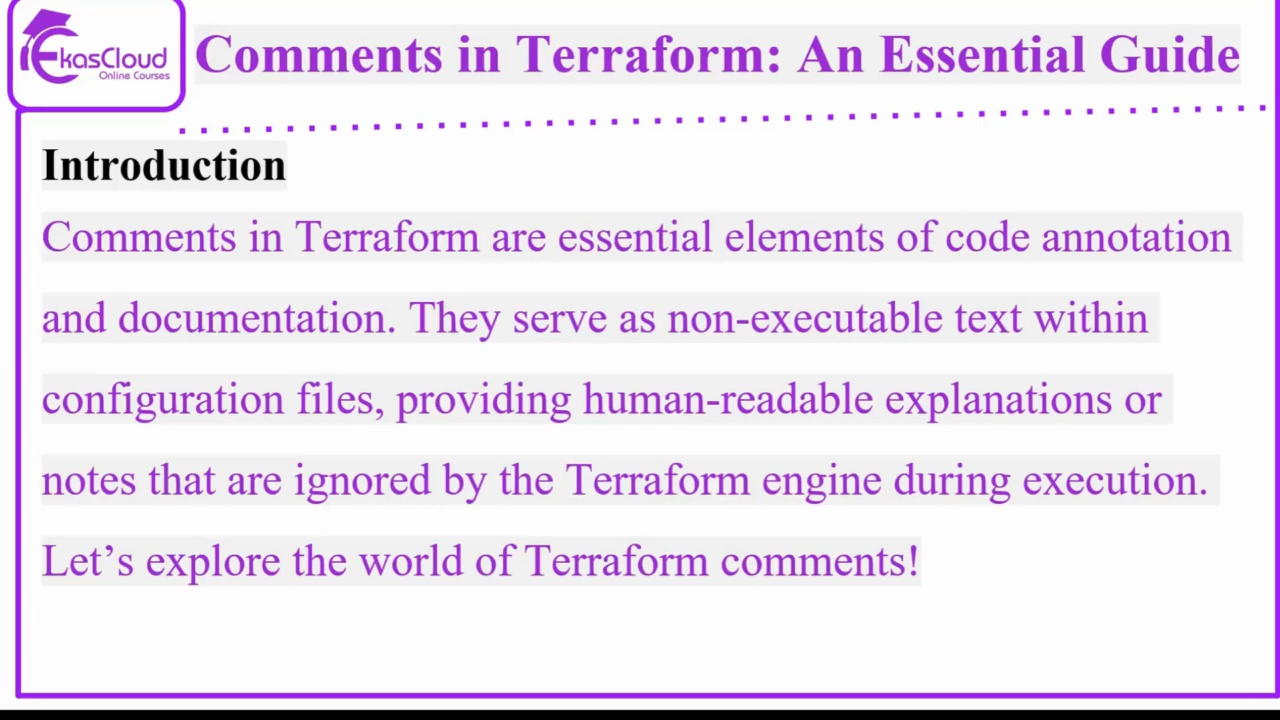 EkasCloud
Online Courses
Comments in Terraform: An Essential Guide
Introduction
Comments in Terraform are essential elements of code annotation
and documentation. They serve as non-executable text within
configuration files, providing human-readable explanations or
notes that are ignored by the Terraform engine during execution.
Let’s explore the world of Terraform comments!